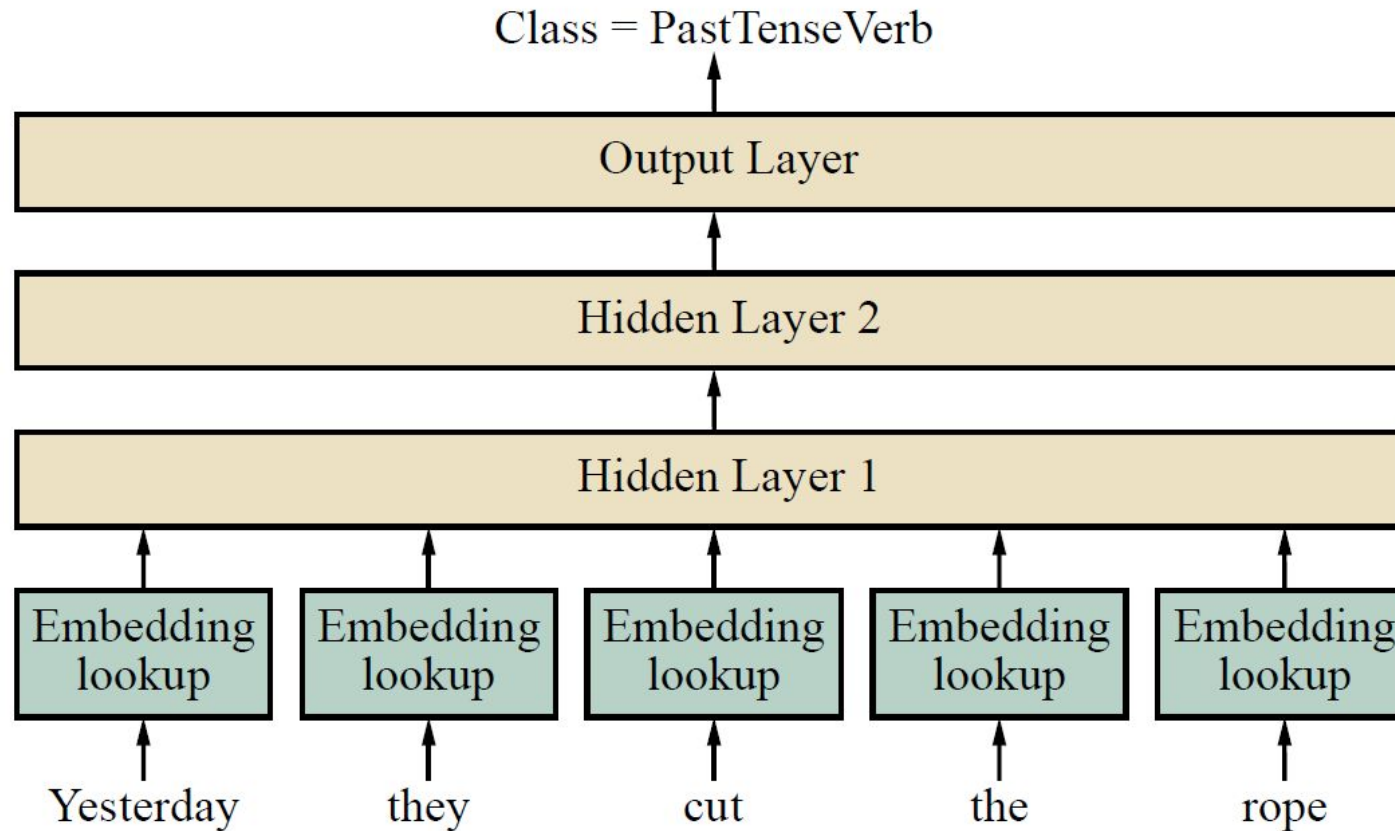 Class = PastTenseVerb
Output Layer
Hidden Layer 2
Hidden Layer 1
Embedding lookup
Embedding lookup
Embedding lookup
Embedding lookup
Embedding lookup
Yesterday
they
cut
the
rope